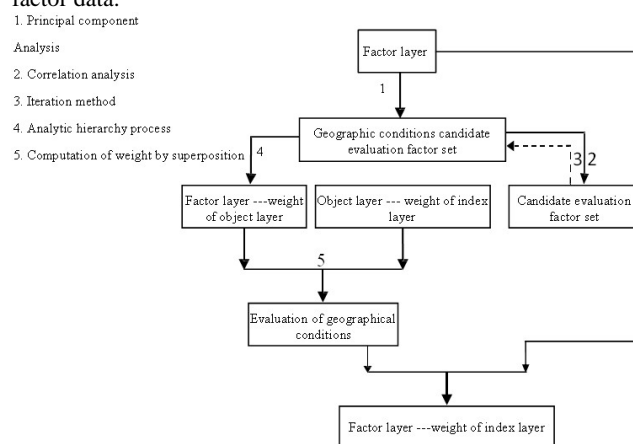 factor data.
1. Principal component
Analysis
2. Correlation analysis
3. Iteration method
4. Analytic hierarchy process
5. Computation of weight by superposition
Factor layer
1
Geographic conditions candidate
evaluation factor set
4
3 2
Factor layer ---weight
of object layer
Object layer --- weight of index
layer
Candidate evaluation
factor set
5
Evaluation of geographical
conditions
Factor layer ---weight of index layer